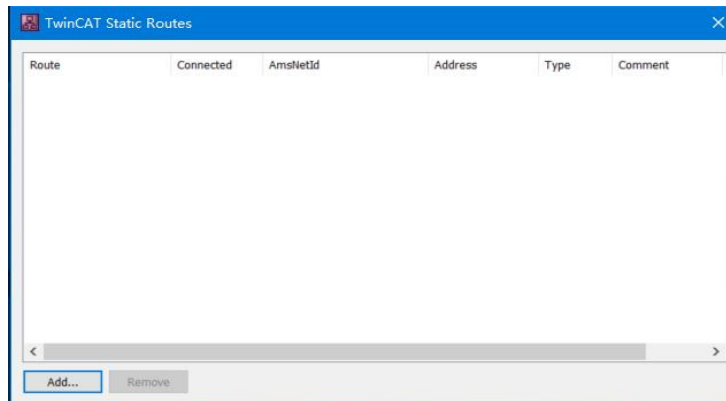 TwinCAT Static Routes
Route Connected AmsNetId Address Type Comment
Add... Remove